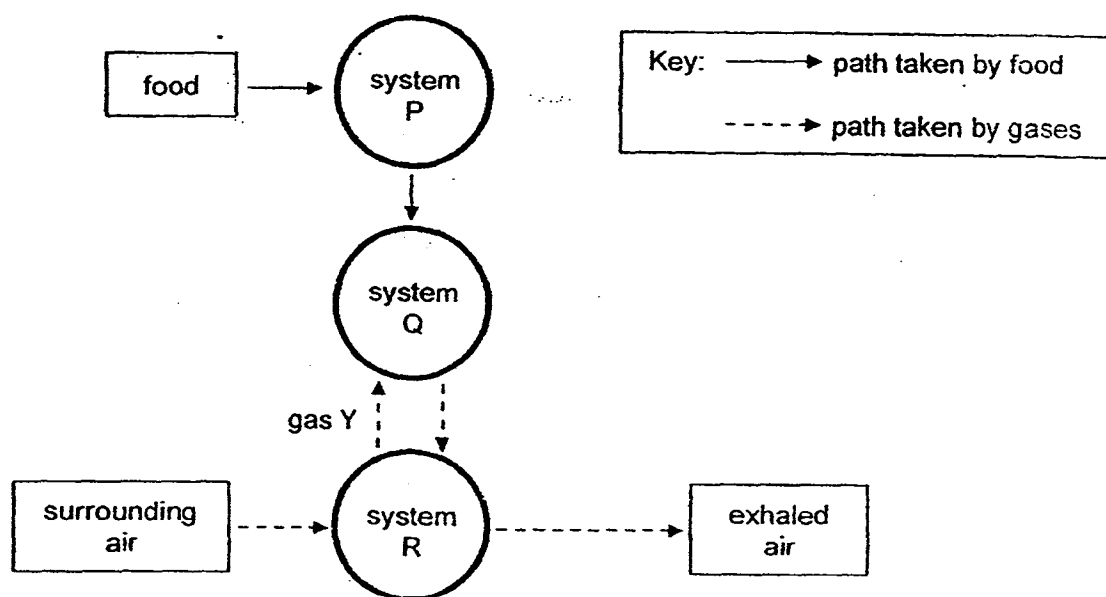 food
system
P
Key:
path taken by food
path taken by gases
system
Q
gas Y
surrounding
air
system
R
exhaled
air